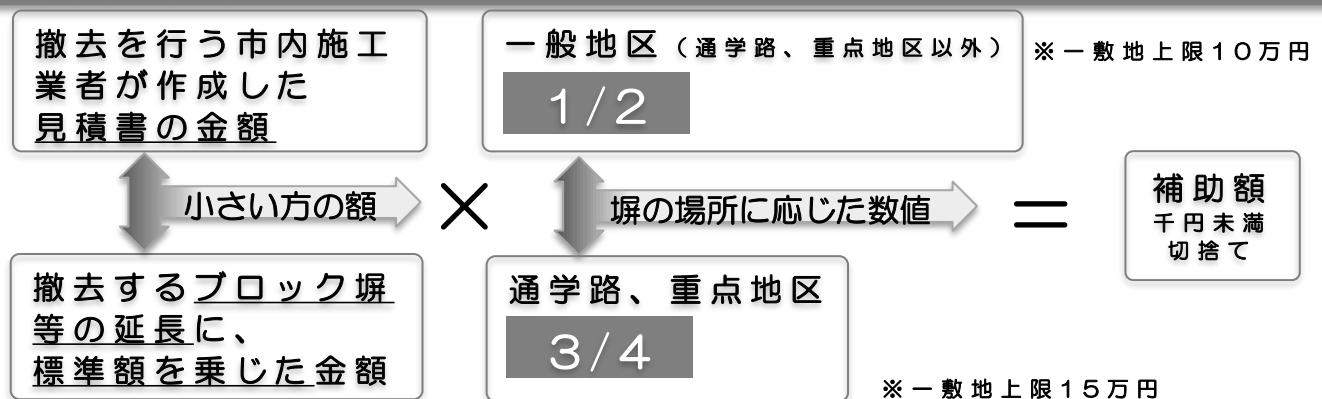 撤去を行う市内施工
業者が作成した
見積書の金額
一般地区（通学路、重点地区以外）
1/2
※一敷地上限10万円
小さい方の額
×
塀の場所に応じた数値
＝
補助額
千円未満
切捨て
撤去するブロック塀
等の延長に、
標準額を乗じた金額
通学路、重点地区
3/4
※一敷地上限15万円